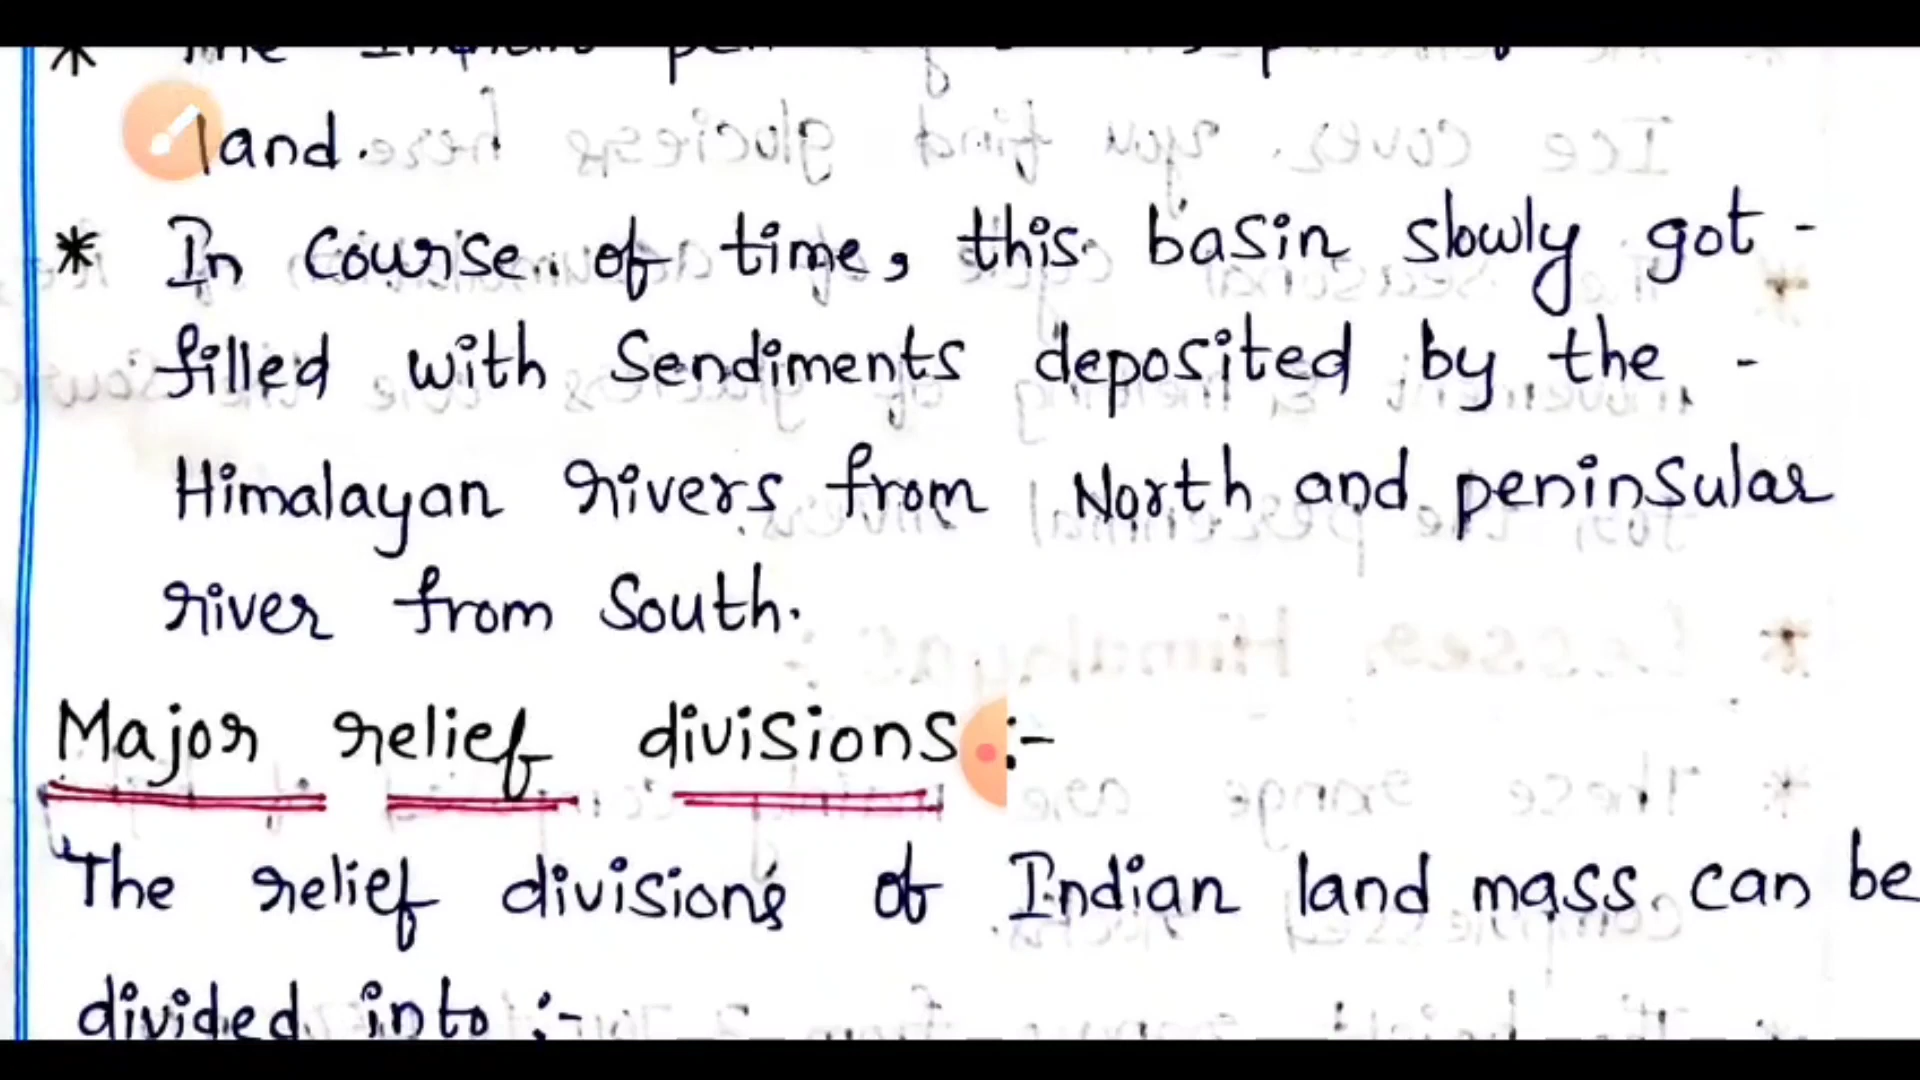 land.
* In Course of time, this basin slowly got -
filled with Sendiments deposited by the -
Himalayan rivers from North and peninsular
river from South.
Major relief divisions :-
The relief divisions of Indian land mass can be
divided into :-